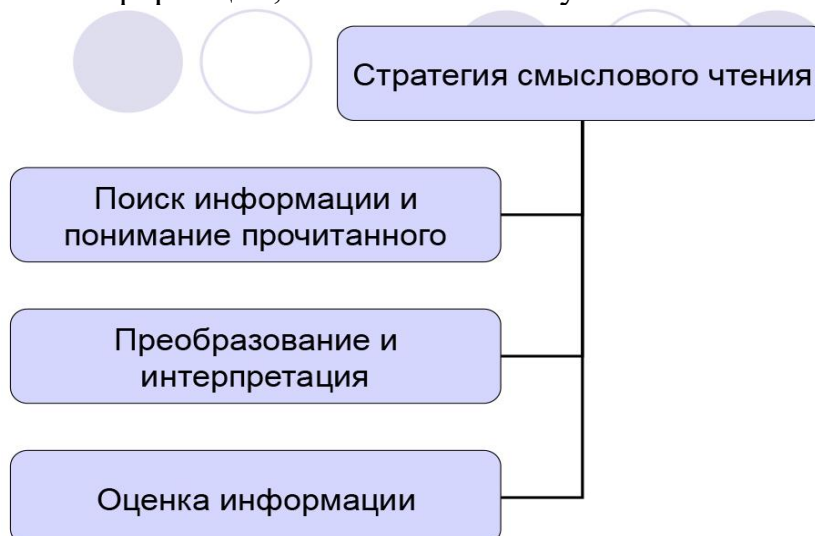 Стратегия смыслового чтения
Поиск информации и
понимание прочитанного
Преобразование и
интерпретация
Оценка информации